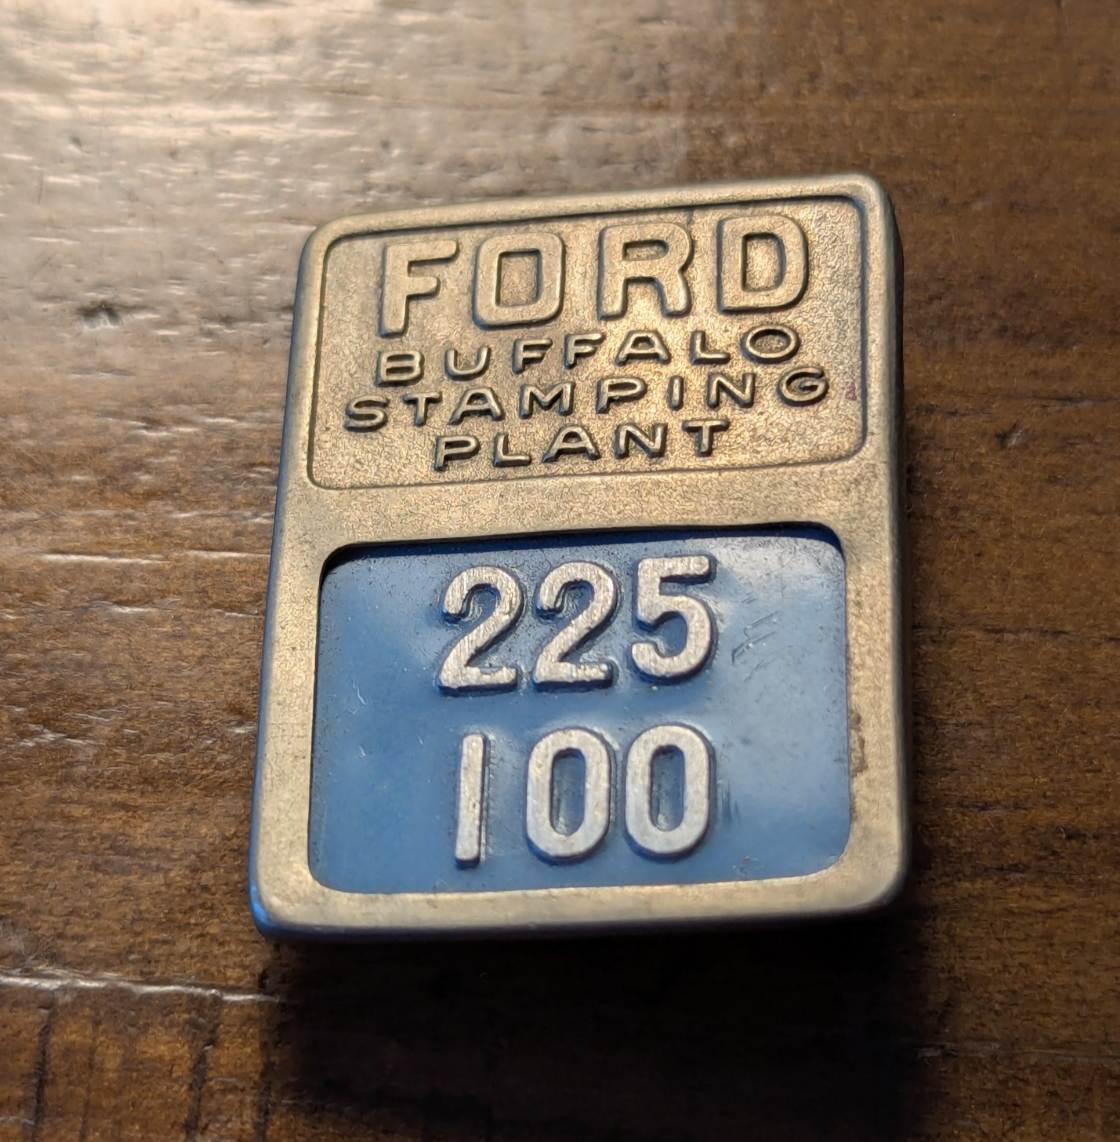 FORD
BUFFALO
STAMPING
PLANT
225
100